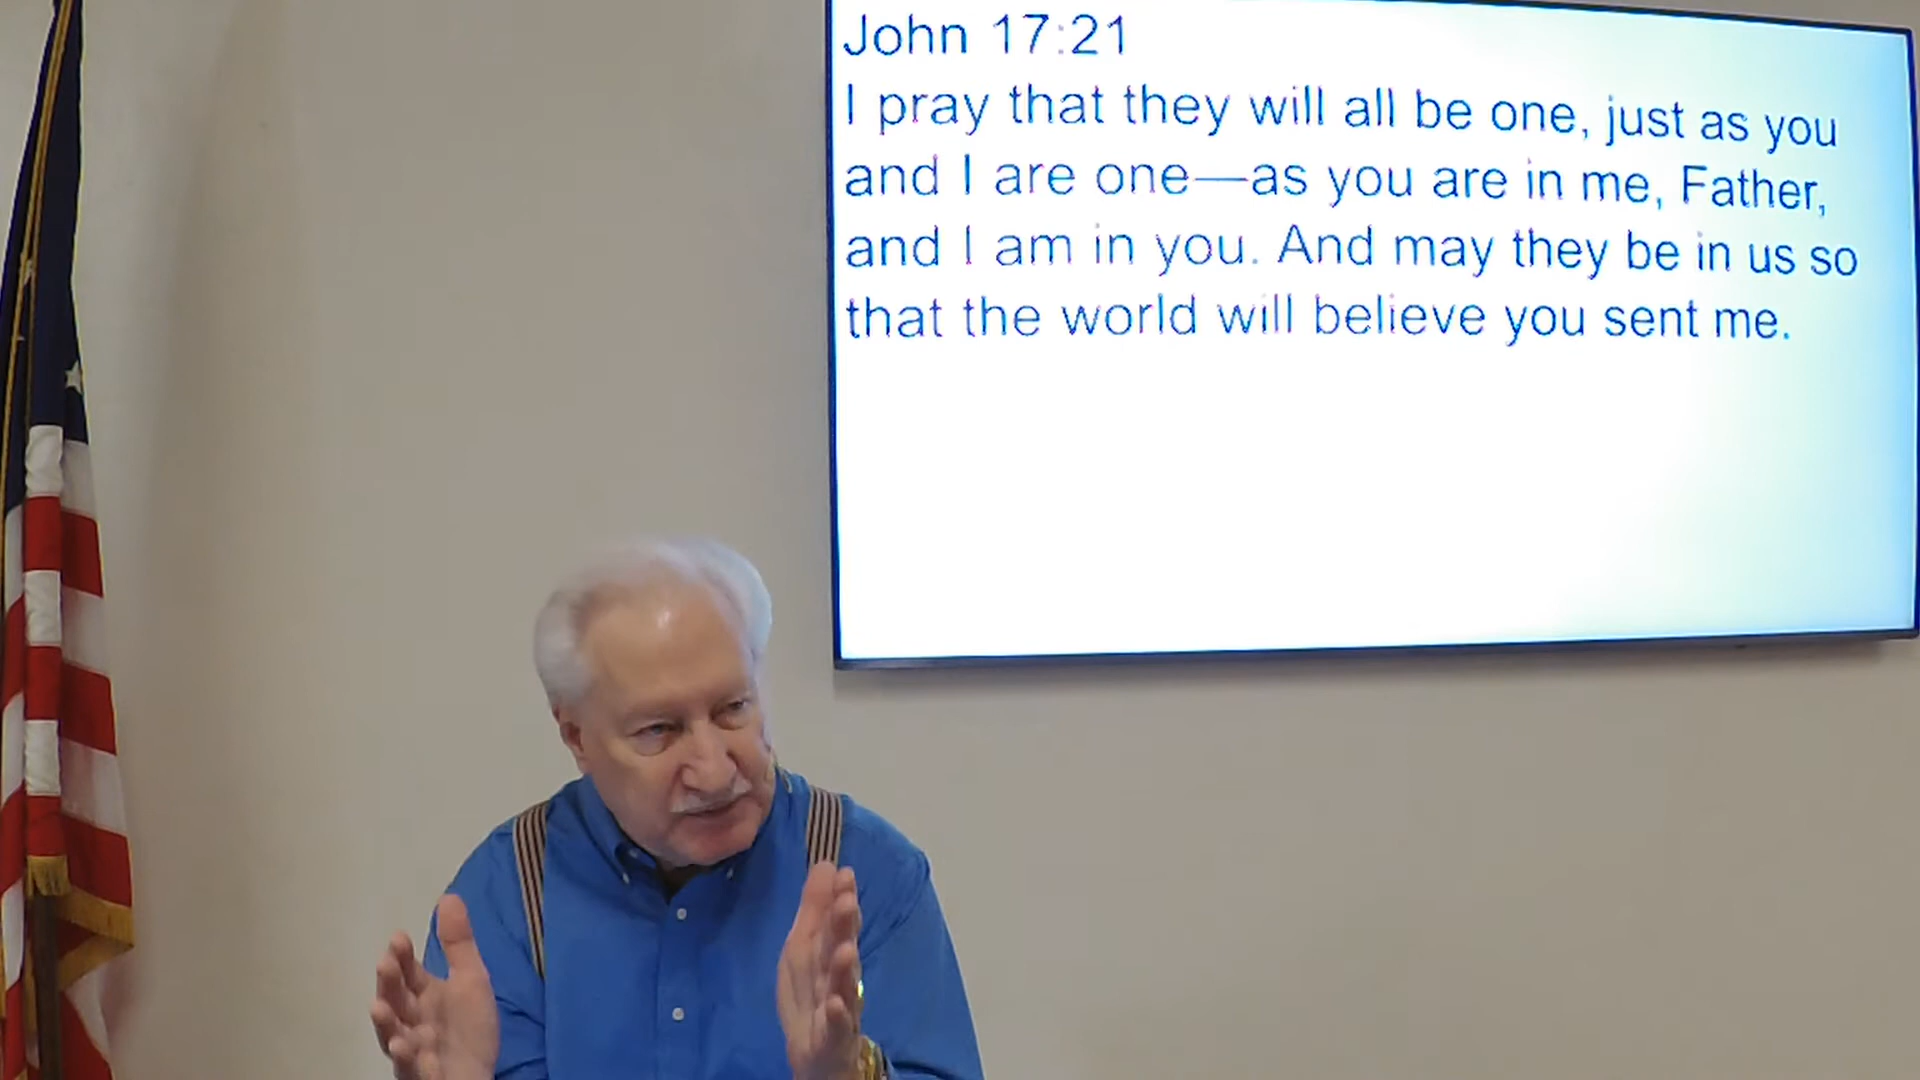 John 17:21
I pray that they will all be one, just as you
and I are one—as you are in me, Father,
and I am in you. And may they be in us so
that the world will believe you sent me.